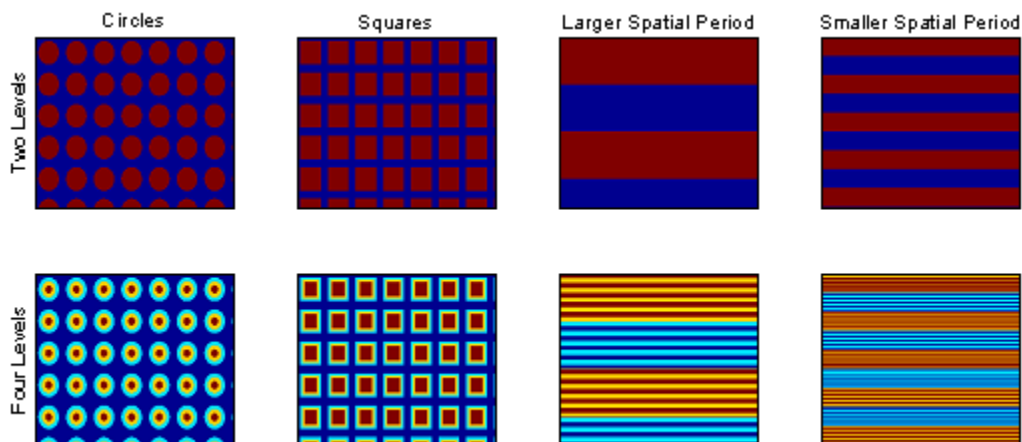 Circles
Squares
Larger Spatial Period
Smaller Spatial Period
Two Levels
Four Levels